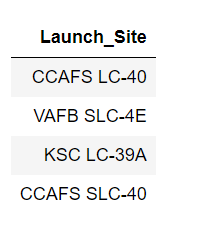 Launch_Site
CCAFS LC-40
VAFB SLC-4E
KSC LC-39A
CCAFS SLC-40